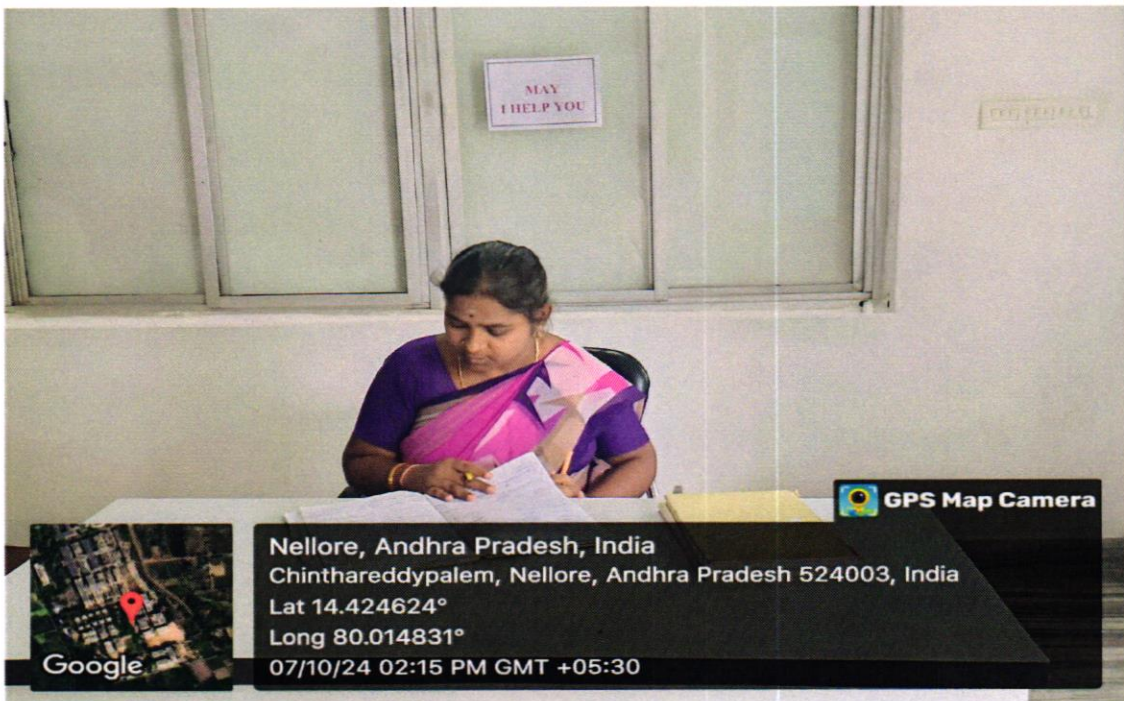 MAY
I HELP YOU
GPS Map Camera
Nellore, Andhra Pradesh, India
Chinthareddypalem, Nellore, Andhra Pradesh 524003, India
Lat 14.424624°
Long 80.014831°
07/10/24 02:15 PM GMT +05:30
Google